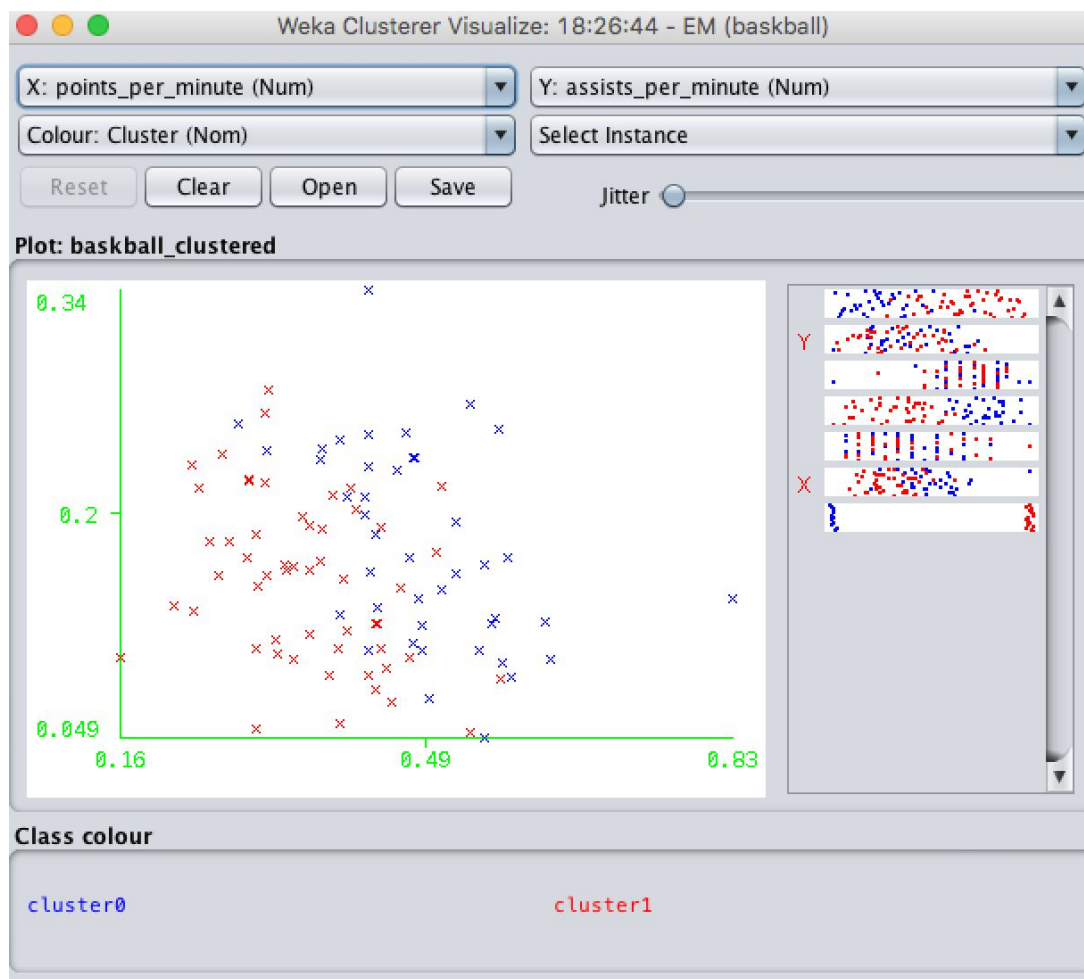 Weka Clusterer Visualize: 18:26:44 - EM (baskball)
X: points_per_minute (Num) Y: assists_per_minute (Num)
Colour: Cluster (Nom) Select Instance
Reset Clear Open Save Jitter
Plot: baskball_clustered
0.34
0.2
0.049
0.16 0.49 0.83
Y
X
Class colour
cluster0 cluster1